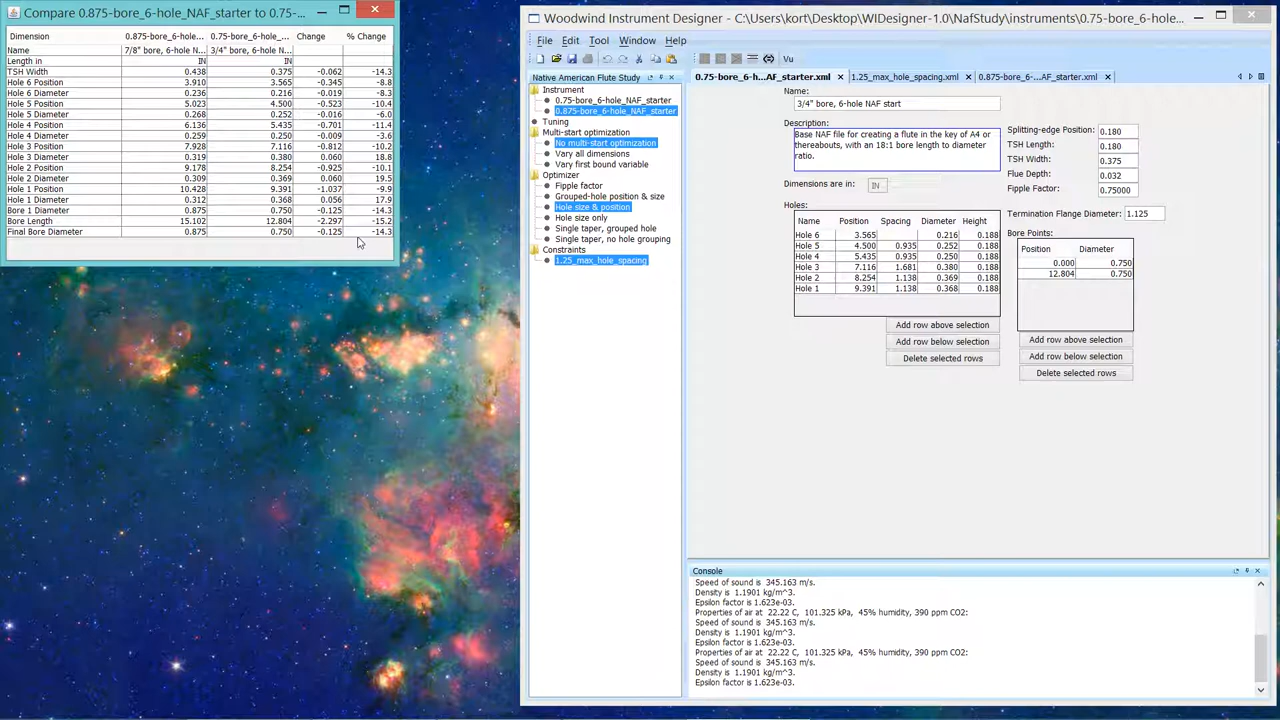 Compare 0.875-bore_6-hole_NAF_starter to 0.75-...
Dimension 0.875-bore_6-hole... 0.75-bore_6-hole_... Change % Change
Name 7/8" bore, 6-hole N... 3/4" bore, 6-hole N...
Length in IN IN
TSH Width 0.438 0.375 -0.062 -14.3
Hole 6 Position 3.910 3.565 -0.345 -8.8
Hole 6 Diameter 0.236 0.216 -0.019 -8.3
Hole 5 Position 5.023 4.500 -0.523 -10.4
Hole 5 Diameter 0.268 0.252 -0.016 -6.0
Hole 4 Position 6.136 5.435 -0.701 -11.4
Hole 4 Diameter 0.259 0.250 -0.009 -3.6
Hole 3 Position 7.928 7.116 -0.812 -10.2
Hole 3 Diameter 0.319 0.380 0.060 18.8
Hole 2 Position 9.178 8.254 -0.925 -10.1
Hole 2 Diameter 0.309 0.369 0.060 19.5
Hole 1 Position 10.428 9.391 -1.037 -9.9
Hole 1 Diameter 0.312 0.368 0.056 17.9
Bore 1 Diameter 0.875 0.750 -0.125 -14.3
Bore Length 15.102 12.804 -2.297 -15.2
Final Bore Diameter 0.875 0.750 -0.125 -14.3
Woodwind Instrument Designer - C:\Users\kort\Desktop\WIDesigner-1.0\NafStudy\instruments\0.75-bore_6-hole...
File Edit Tool Window Help
Vu
Native American Flute Study
Instrument
0.75-bore_6-hole_NAF_starter
0.875-bore_6-hole_NAF_starter
Tuning
Multi-start optimization
No multi-start optimization
Vary all dimensions
Vary first bound variable
Optimizer
Fipple factor
Grouped-hole position & size
Hole size & position
Hole size only
Single taper, grouped hole
Single taper, no hole grouping
Constraints
1.25_max_hole_spacing
0.75-bore_6-h...AF_starter.xml 1.25_max_hole_spacing.xml 0.875-bore_6-...AF_starter.xml
Name:
3/4" bore, 6-hole NAF start
Description:
Base NAF file for creating a flute in the key of A4 or
thereabouts, with an 18:1 bore length to diameter
ratio.
Dimensions are in: IN
Splitting-edge Position: 0.180
TSH Length: 0.180
TSH Width: 0.375
Flue Depth: 0.032
Fipple Factor: 0.75000
Holes:
Name Position Spacing Diameter Height
Hole 6 3.565 0.216 0.188
Hole 5 4.500 0.935 0.252 0.188
Hole 4 5.435 0.935 0.250 0.188
Hole 3 7.116 1.681 0.380 0.188
Hole 2 8.254 1.138 0.369 0.188
Hole 1 9.391 1.138 0.368 0.188
Add row above selection
Add row below selection
Delete selected rows
Termination Flange Diameter: 1.125
Bore Points:
Position Diameter
0.000 0.750
12.804 0.750
Add row above selection
Add row below selection
Delete selected rows
Console
Speed of sound is 345.163 m/s.
Density is 1.1901 kg/m^3.
Epsilon factor is 1.623e-03.
Properties of air at 22.22 C, 101.325 kPa, 45% humidity, 390 ppm CO2:
Speed of sound is 345.163 m/s.
Density is 1.1901 kg/m^3.
Epsilon factor is 1.623e-03.
Properties of air at 22.22 C, 101.325 kPa, 45% humidity, 390 ppm CO2:
Speed of sound is 345.163 m/s.
Density is 1.1901 kg/m^3.
Epsilon factor is 1.623e-03.